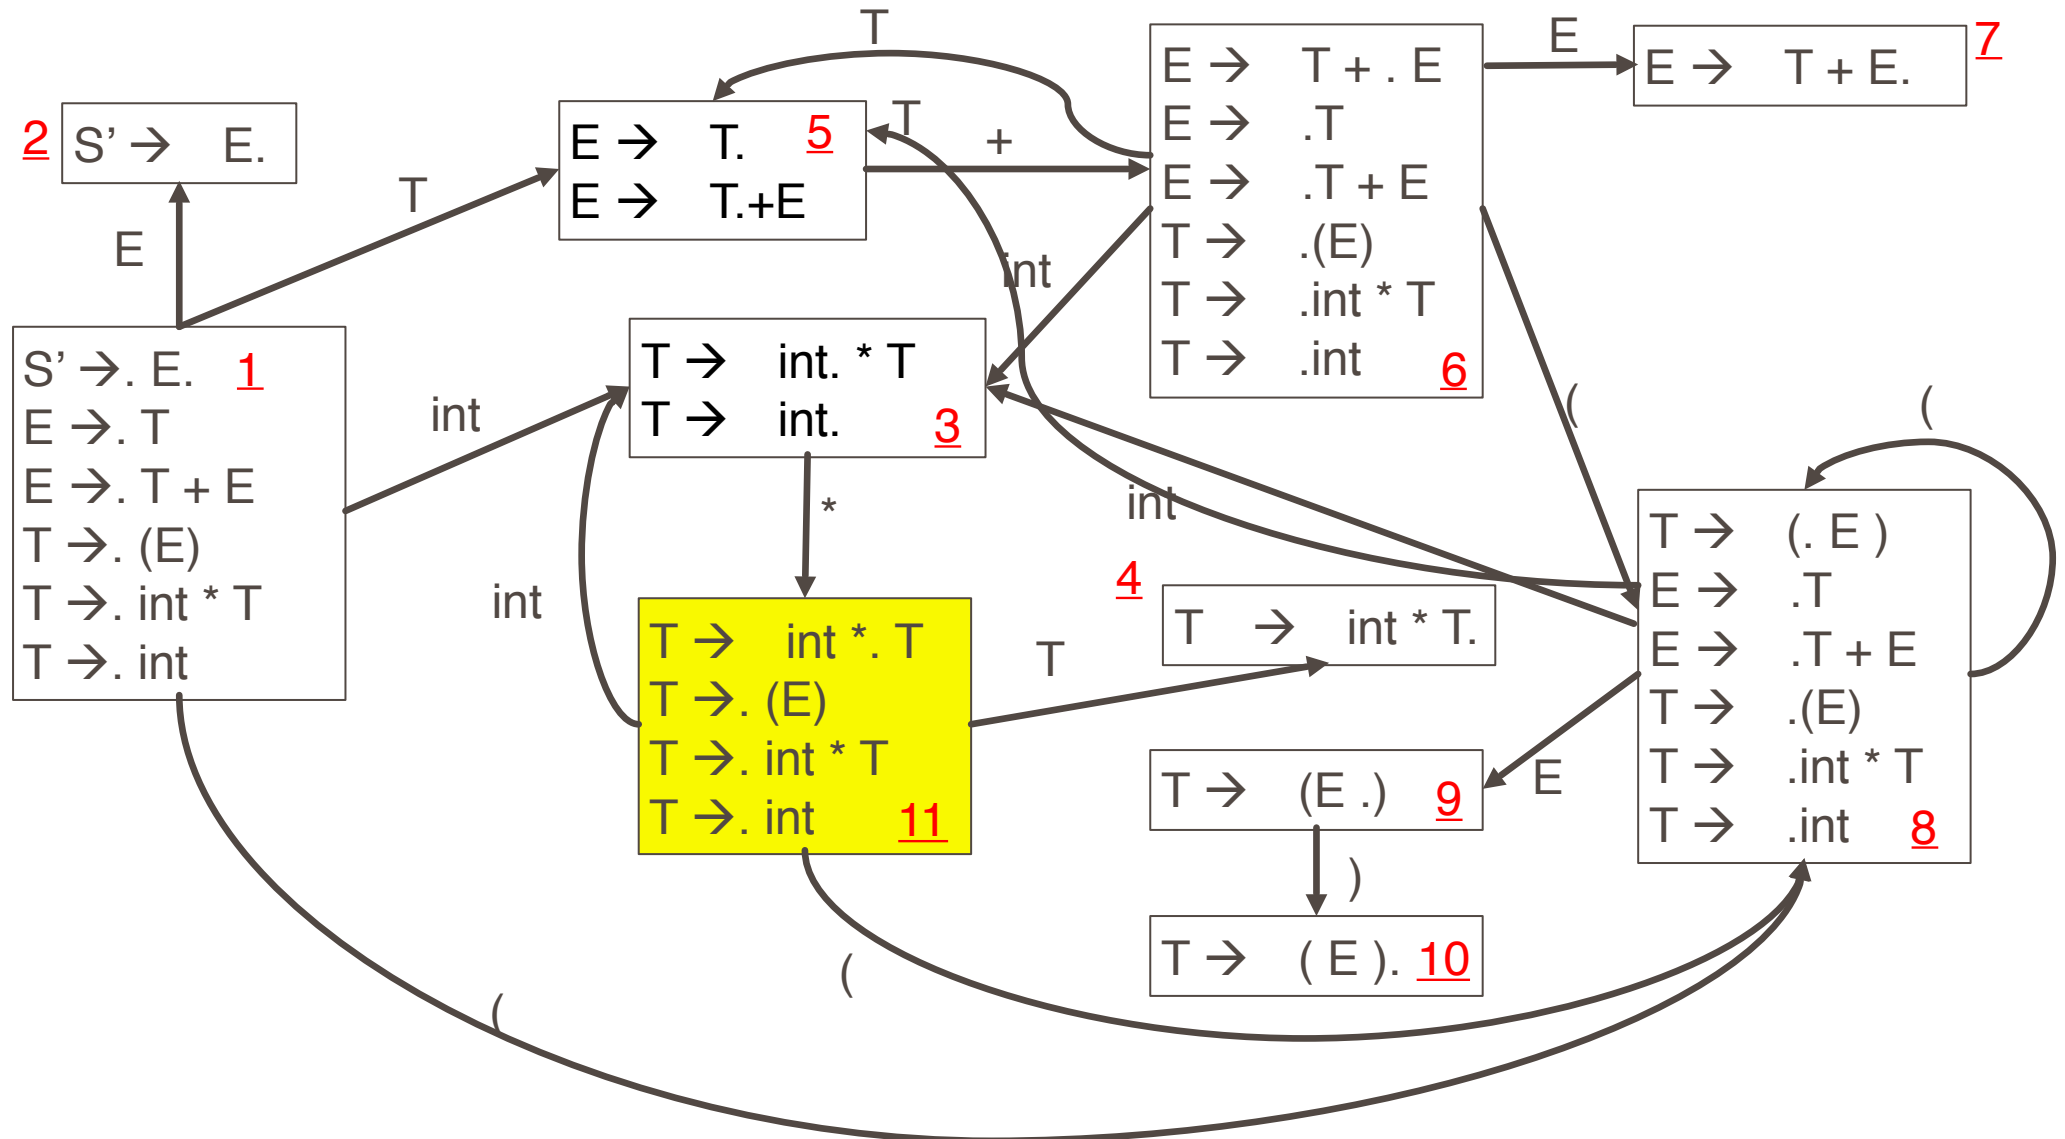 T
E → T + . E
E → .T
E → .T + E
T → .(E)
T → .int * T
T → .int
6
E
E → T + E.
7
2
S’ → E.
E → T.
E → T.+E
5
T
+
T
E
int
S’ →. E.
E →. T
E →. T + E
T →. (E)
T →. int * T
T →. int
1
int
T → int. * T
T → int.
3
(
(
*
int
int
T → (. E )
E → .T
E → .T + E
T → .(E)
T → .int * T
T → .int
8
4
T → int * T.
T → int *. T
T →. (E)
T →. int * T
T →. int
11
T
T → (E .)
9
E
)
T → ( E ).
10
(
(